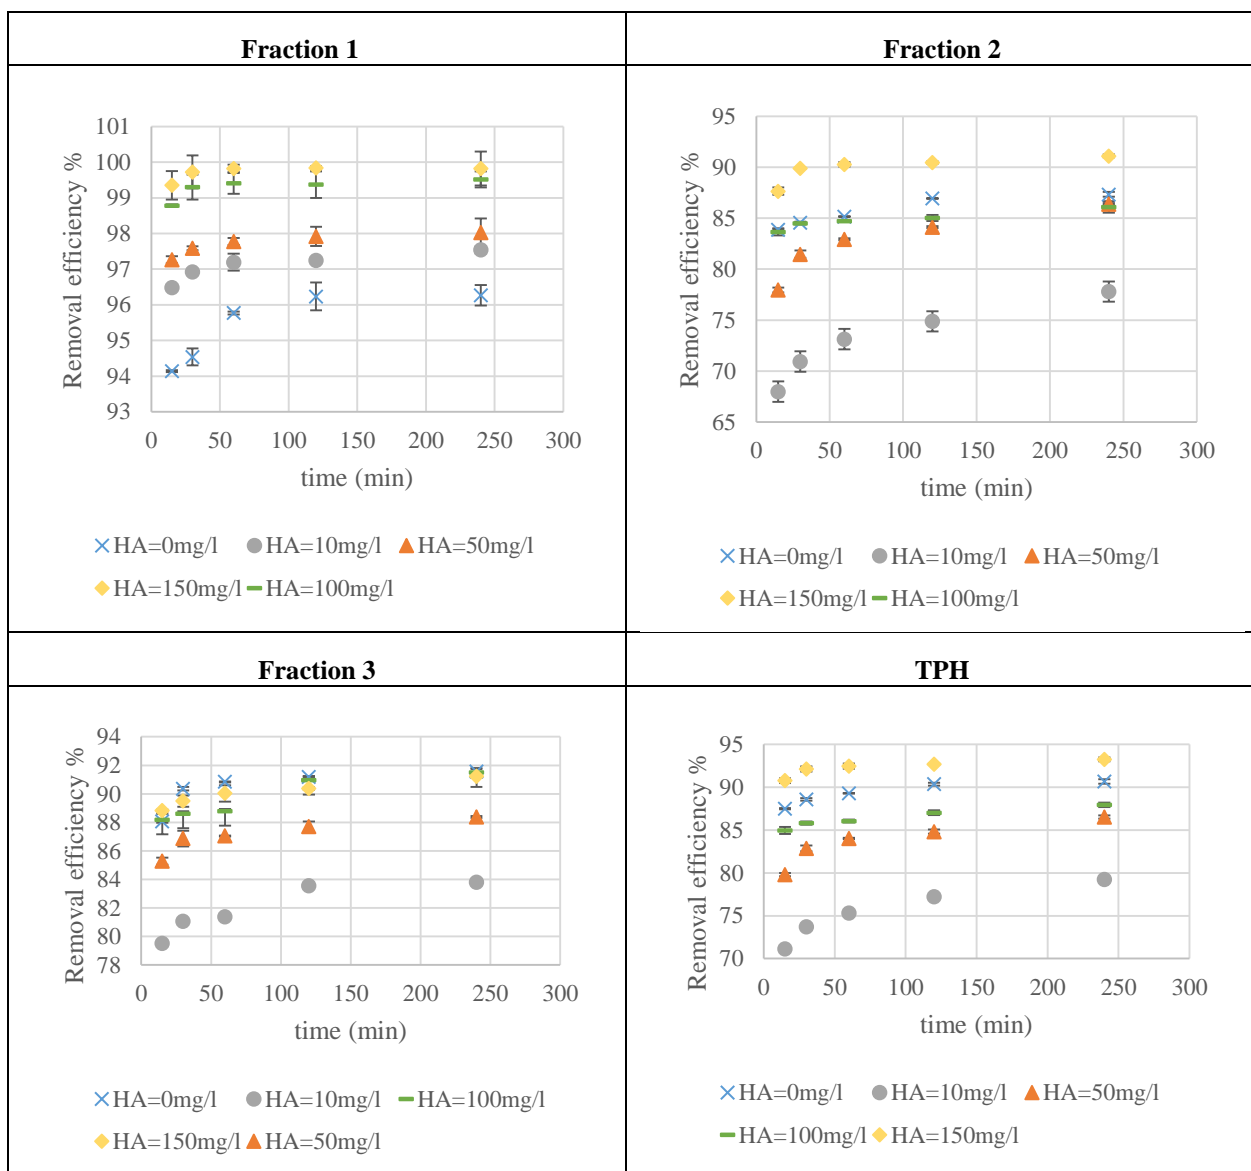 Fraction 1
Fraction 2
101
100
99
98
97
96
95
94
93
0 50 100 150 200 250 300
Removal efficiency %
time (min)
HA=0mg/l HA=10mg/l HA=50mg/l
HA=150mg/l HA=100mg/l
95
90
85
80
75
70
65
0 50 100 150 200 250 300
Removal efficiency %
time (min)
HA=0mg/l HA=10mg/l HA=50mg/l
HA=150mg/l HA=100mg/l
Fraction 3
TPH
94
92
90
88
86
84
82
80
78
0 50 100 150 200 250 300
Removal efficiency %
time (min)
HA=0mg/l HA=10mg/l HA=100mg/l
HA=150mg/l HA=50mg/l
95
90
85
80
75
70
0 50 100 150 200 250 300
Removal efficiency %
time (min)
HA=0mg/l HA=10mg/l HA=50mg/l
HA=100mg/l HA=150mg/l